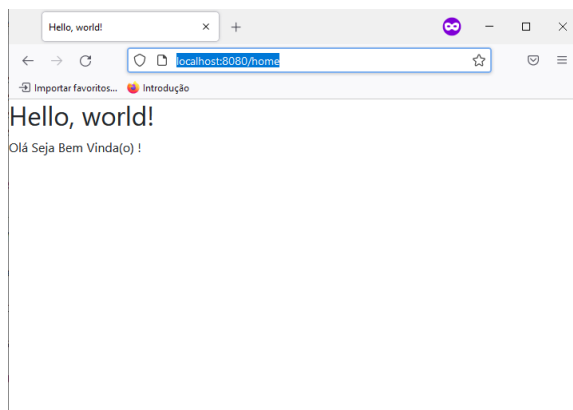 Hello, world!
localhost:8080/home
Importar favoritos... Introdução
Hello, world!
Olá Seja Bem Vinda(o) !